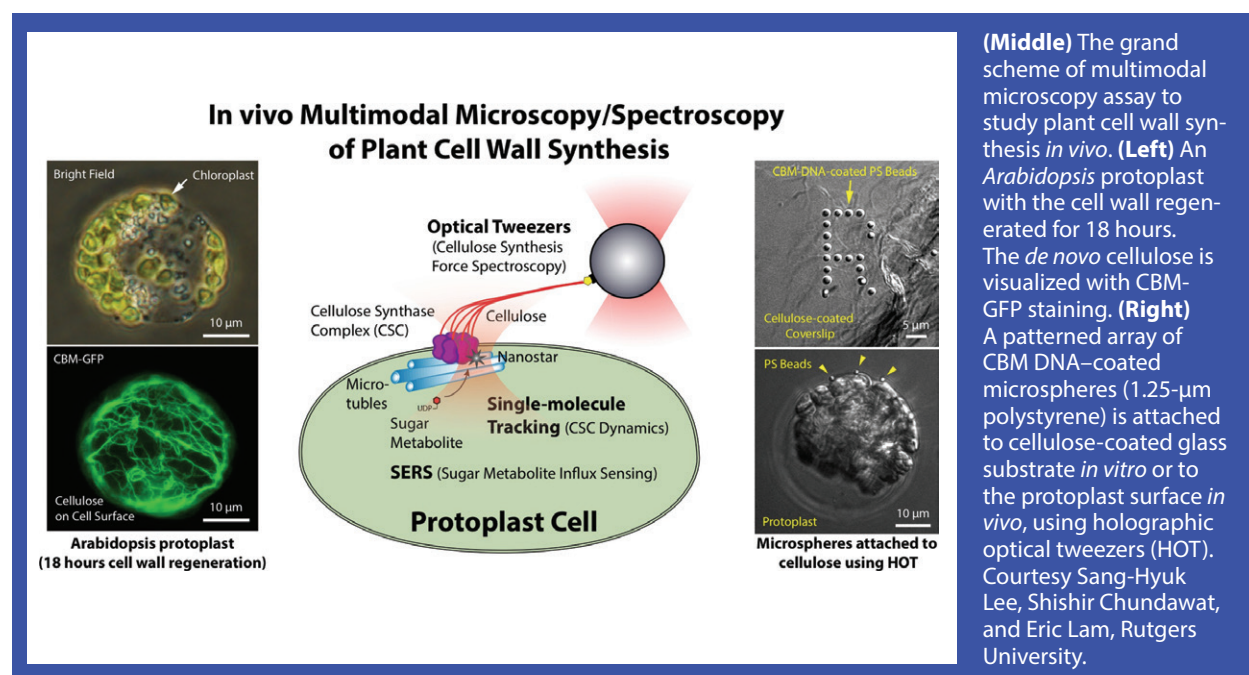 In vivo Multimodal Microscopy/Spectroscopy
of Plant Cell Wall Synthesis
Bright Field
Chloroplast
10 μm
CBM-GFP
Cellulose
on Cell Surface
10 μm
Arabidopsis protoplast
(18 hours cell wall regeneration)
Optical Tweezers
(Cellulose Synthesis
Force Spectroscopy)
Cellulose Synthase
Complex (CSC)
Cellulose
Nanostar
Micro-
tubles
UDP
Sugar
Metabolite
Single-molecule
Tracking (CSC Dynamics)
SERS (Sugar Metabolite Influx Sensing)
Protoplast Cell
CBM-DNA-coated PS Beads
Cellulose-coated
Coverslip
5 μm
PS Beads
Protoplast
10 μm
Microspheres attached to
cellulose using HOT
(Middle) The grand
scheme of multimodal
microscopy assay to
study plant cell wall syn-
thesis in vivo. (Left) An
Arabidopsis protoplast
with the cell wall regen-
erated for 18 hours.
The de novo cellulose is
visualized with CBM-
GFP staining. (Right)
A patterned array of
CBM DNA–coated
microspheres (1.25-μm
polystyrene) is attached
to cellulose-coated glass
substrate in vitro or to
the protoplast surface in
vivo, using holographic
optical tweezers (HOT).
Courtesy Sang-Hyuk
Lee, Shishir Chundawat,
and Eric Lam, Rutgers
University.